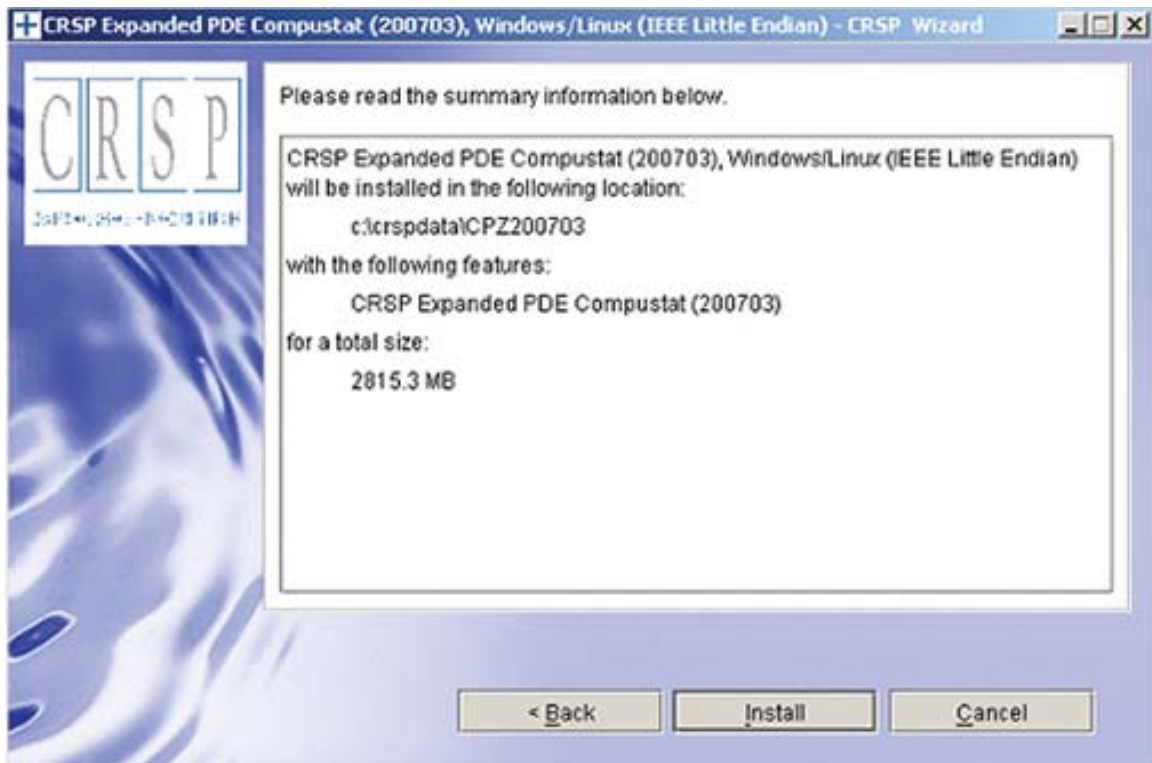 CRSP Expanded PDE Compustat (200703), Windows/Linux (IEEE Little Endian) - CRSP Wizard
CRSP
Please read the summary information below.
CRSP Expanded PDE Compustat (200703), Windows/Linux (IEEE Little Endian)
will be installed in the following location:
c:\crspdata\CPZ200703
with the following features:
CRSP Expanded PDE Compustat (200703)
for a total size:
2815.3 MB
< Back
Install
Cancel